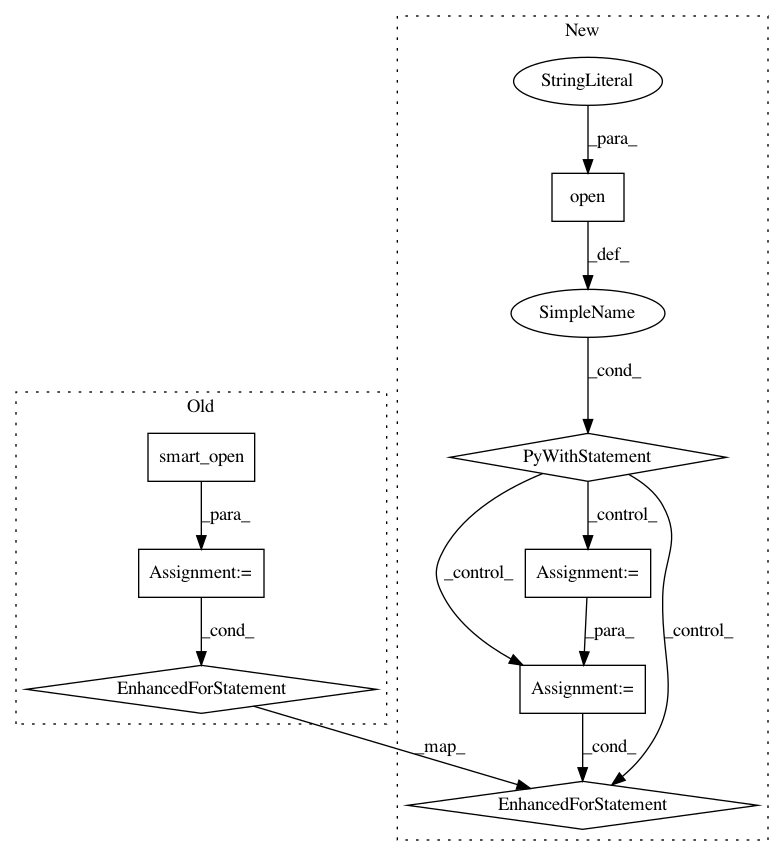 New
StringLiteral
_para_
open
_def_
SimpleName
_cond_
Old
smart_open
PyWithStatement
_para_
_control_
Assignment:=
_control_
Assignment:=
_cond_
_para_
_control_
EnhancedForStatement
Assignment:=
_map_
_cond_
EnhancedForStatement